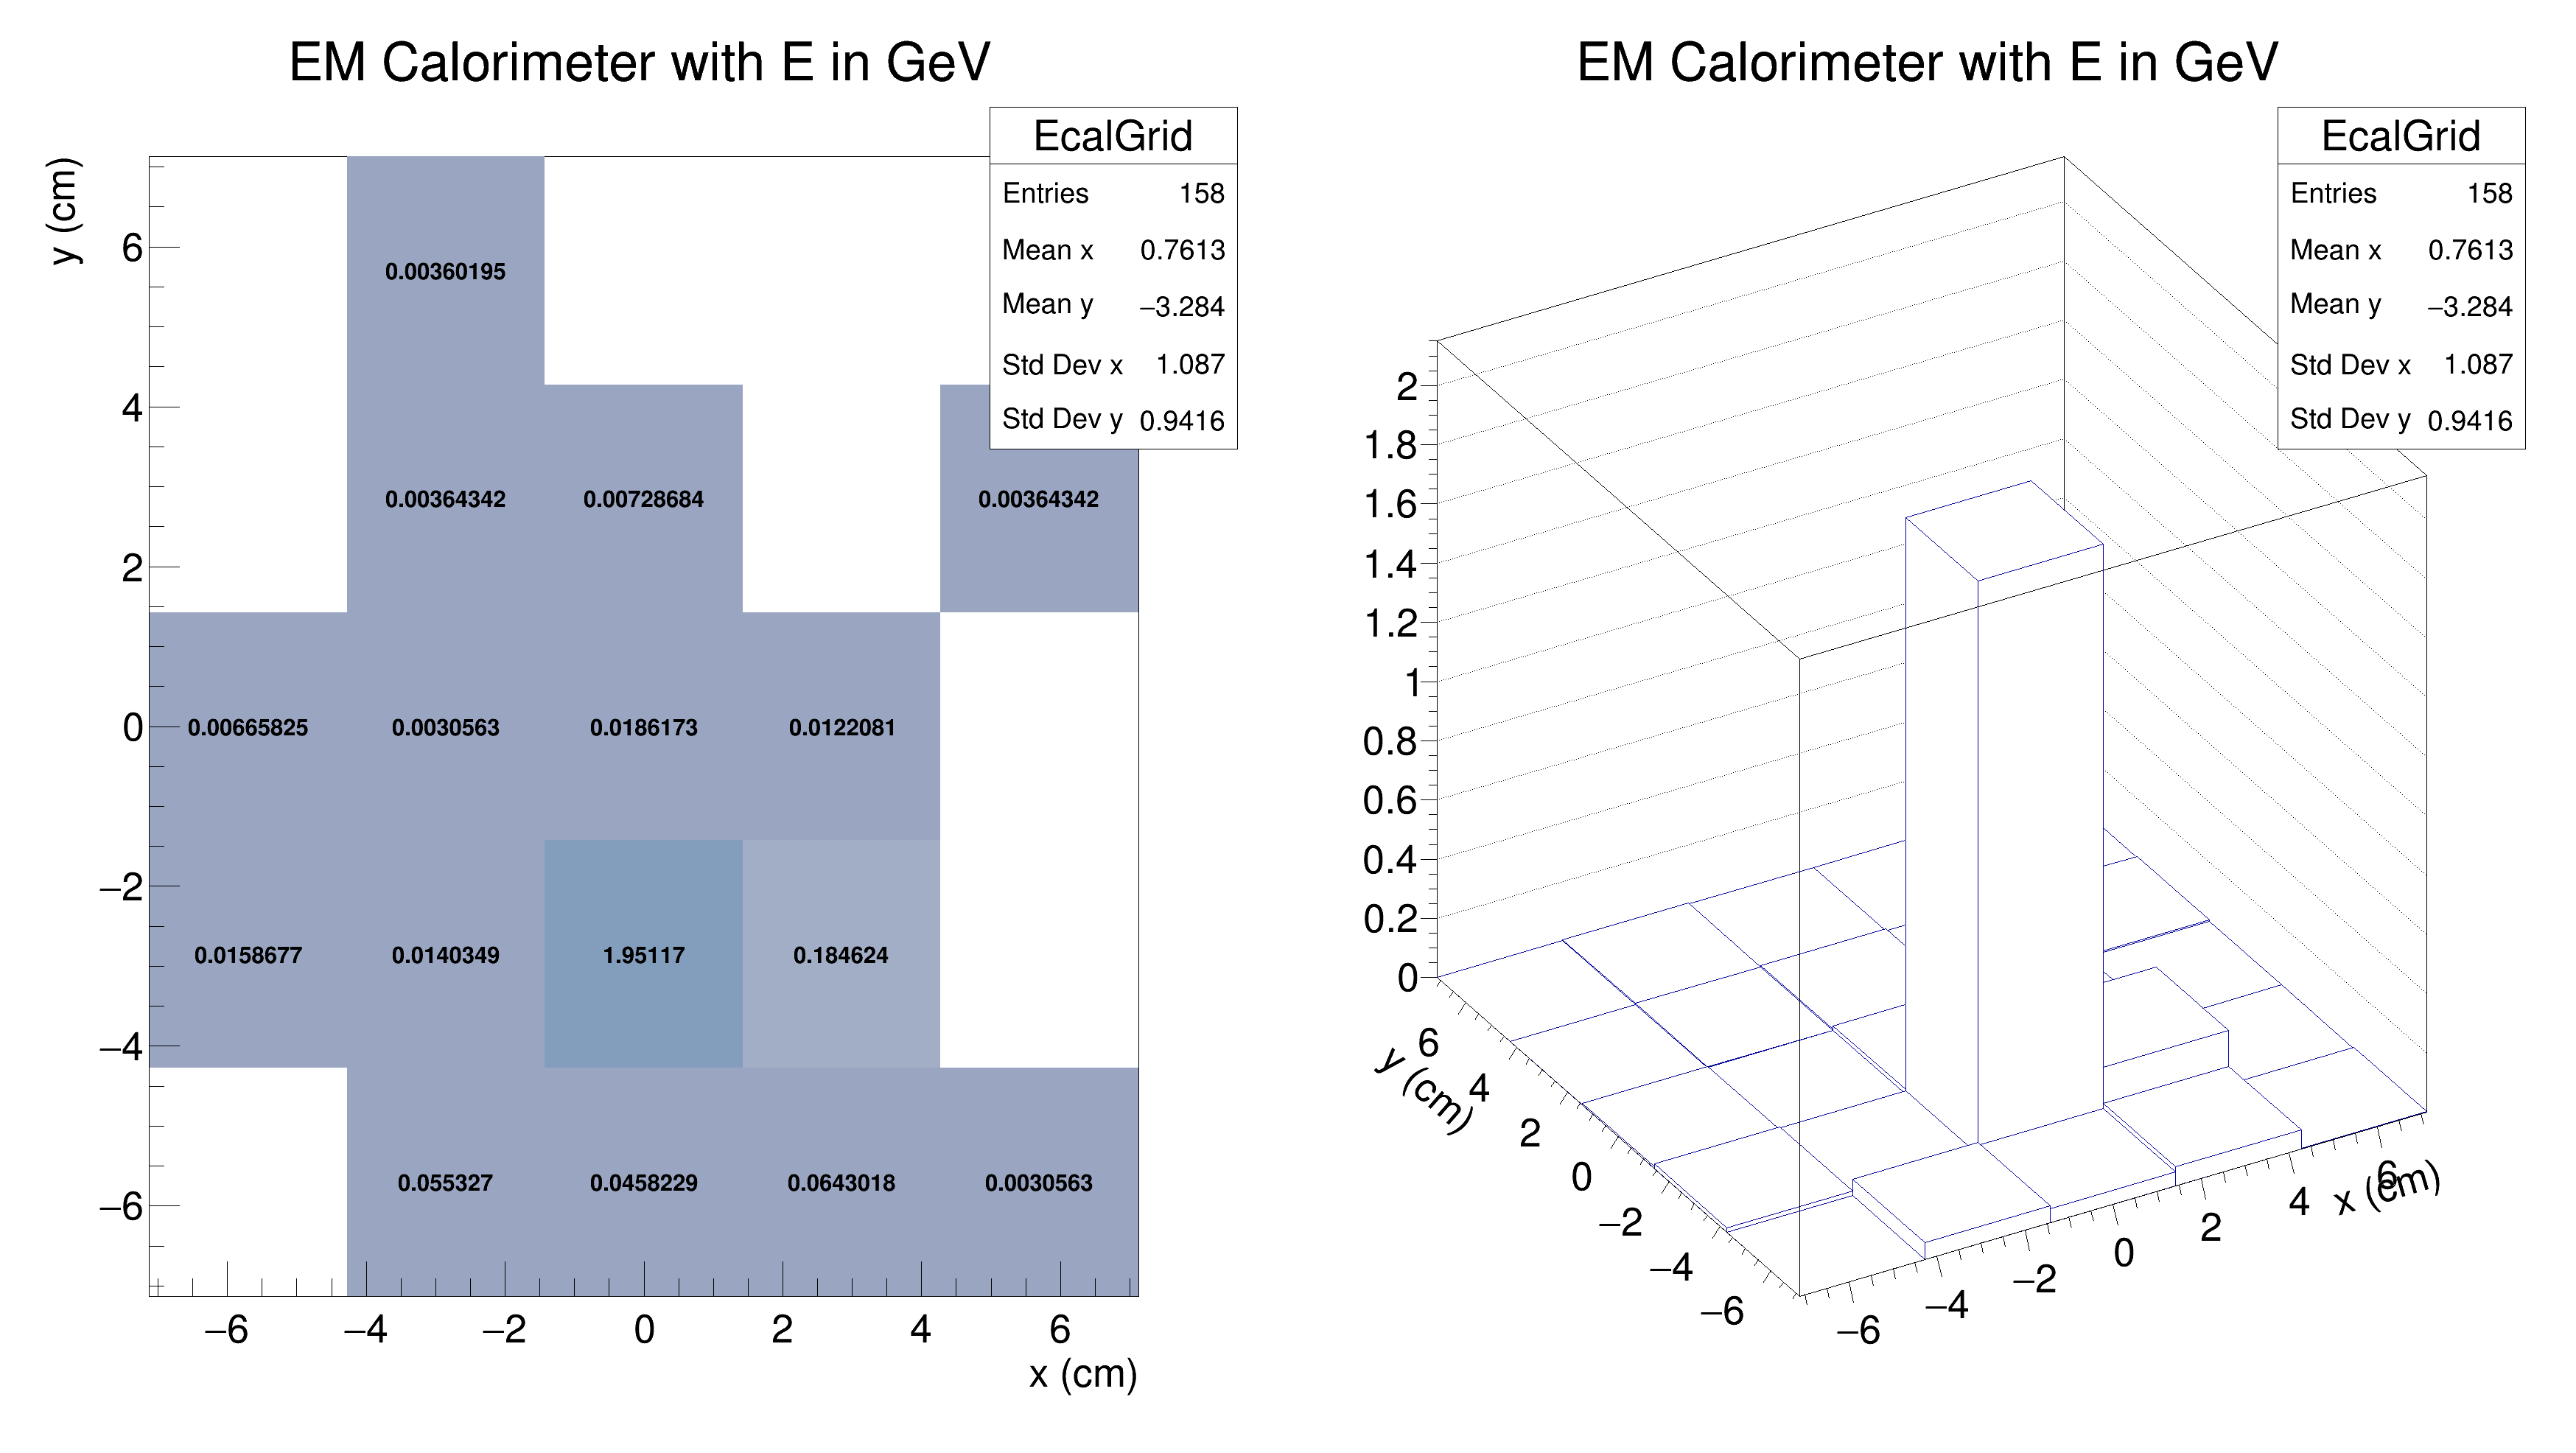 EM Calorimeter with E in GeV
EcalGrid
Entries 158
Mean x 0.7613
Mean y −3.284
Std Dev x 1.087
Std Dev y 0.9416
y (cm)
6
4
2
0
−2
−4
−6
0.00360195
0.00364342 0.00728684 0.00364342
0.00665825 0.0030563 0.0186173 0.0122081
0.0158677 0.0140349 1.95117 0.184624
0.055327 0.0458229 0.0643018 0.0030563
−6 −4 −2 0 2 4 6
x (cm)
EM Calorimeter with E in GeV
EcalGrid
Entries 158
Mean x 0.7613
Mean y −3.284
Std Dev x 1.087
Std Dev y 0.9416
2
1.8
1.6
1.4
1.2
1
0.8
0.6
0.4
0.2
0
y (cm)
6
4
2
0
−2
−4
−6
−6 −4 −2 0 2 4 6
x (cm)